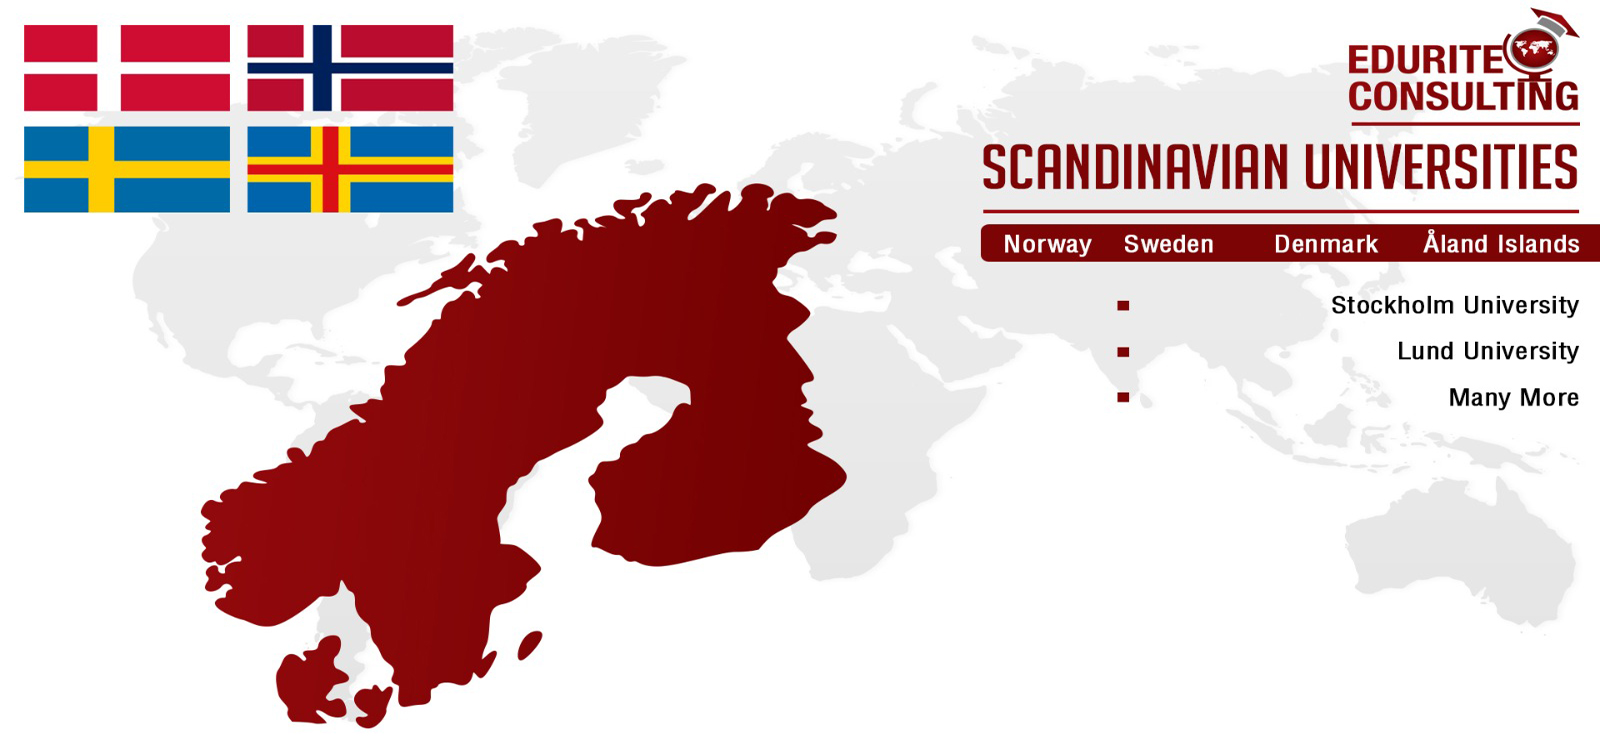 EDURITE
CONSULTING
SCANDINAVIAN UNIVERSITIES
Norway Sweden Denmark Åland Islands
Stockholm University
Lund University
Many More